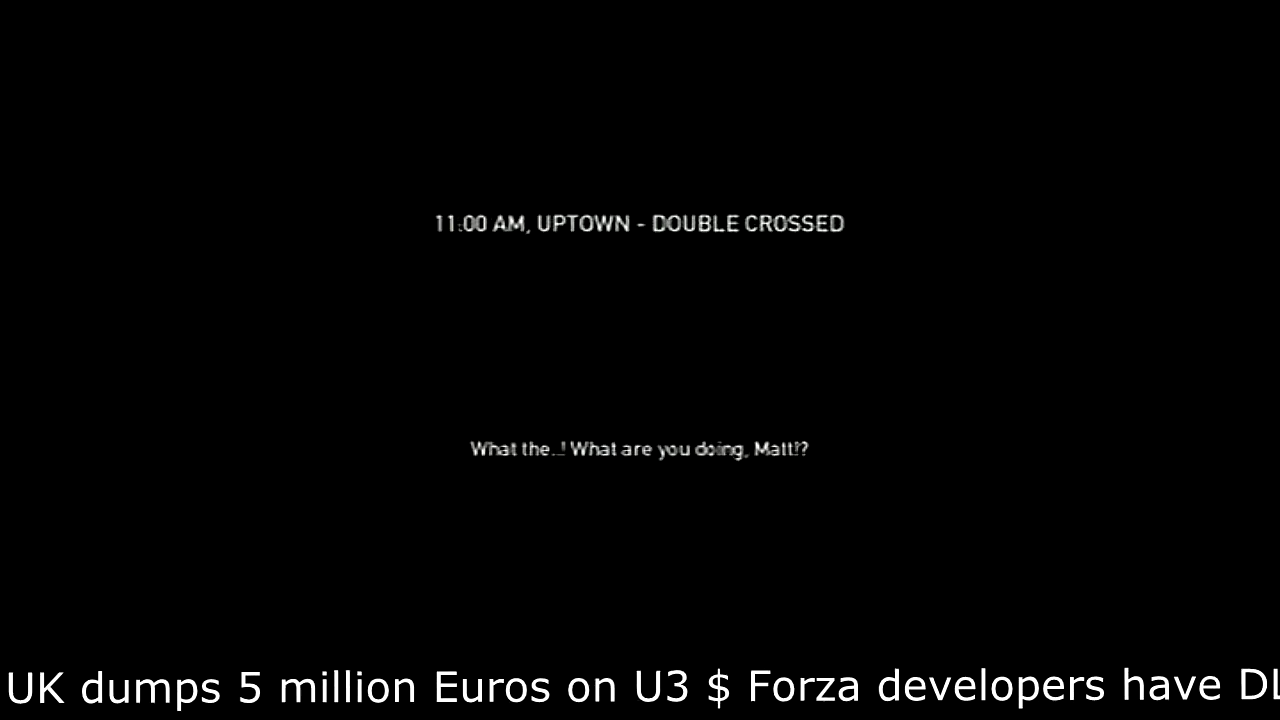 11:00 AM, UPTOWN - DOUBLE CROSSED
What the...! What are you doing, Matt!?
UK dumps 5 million Euros on U3 $ Forza developers have DL